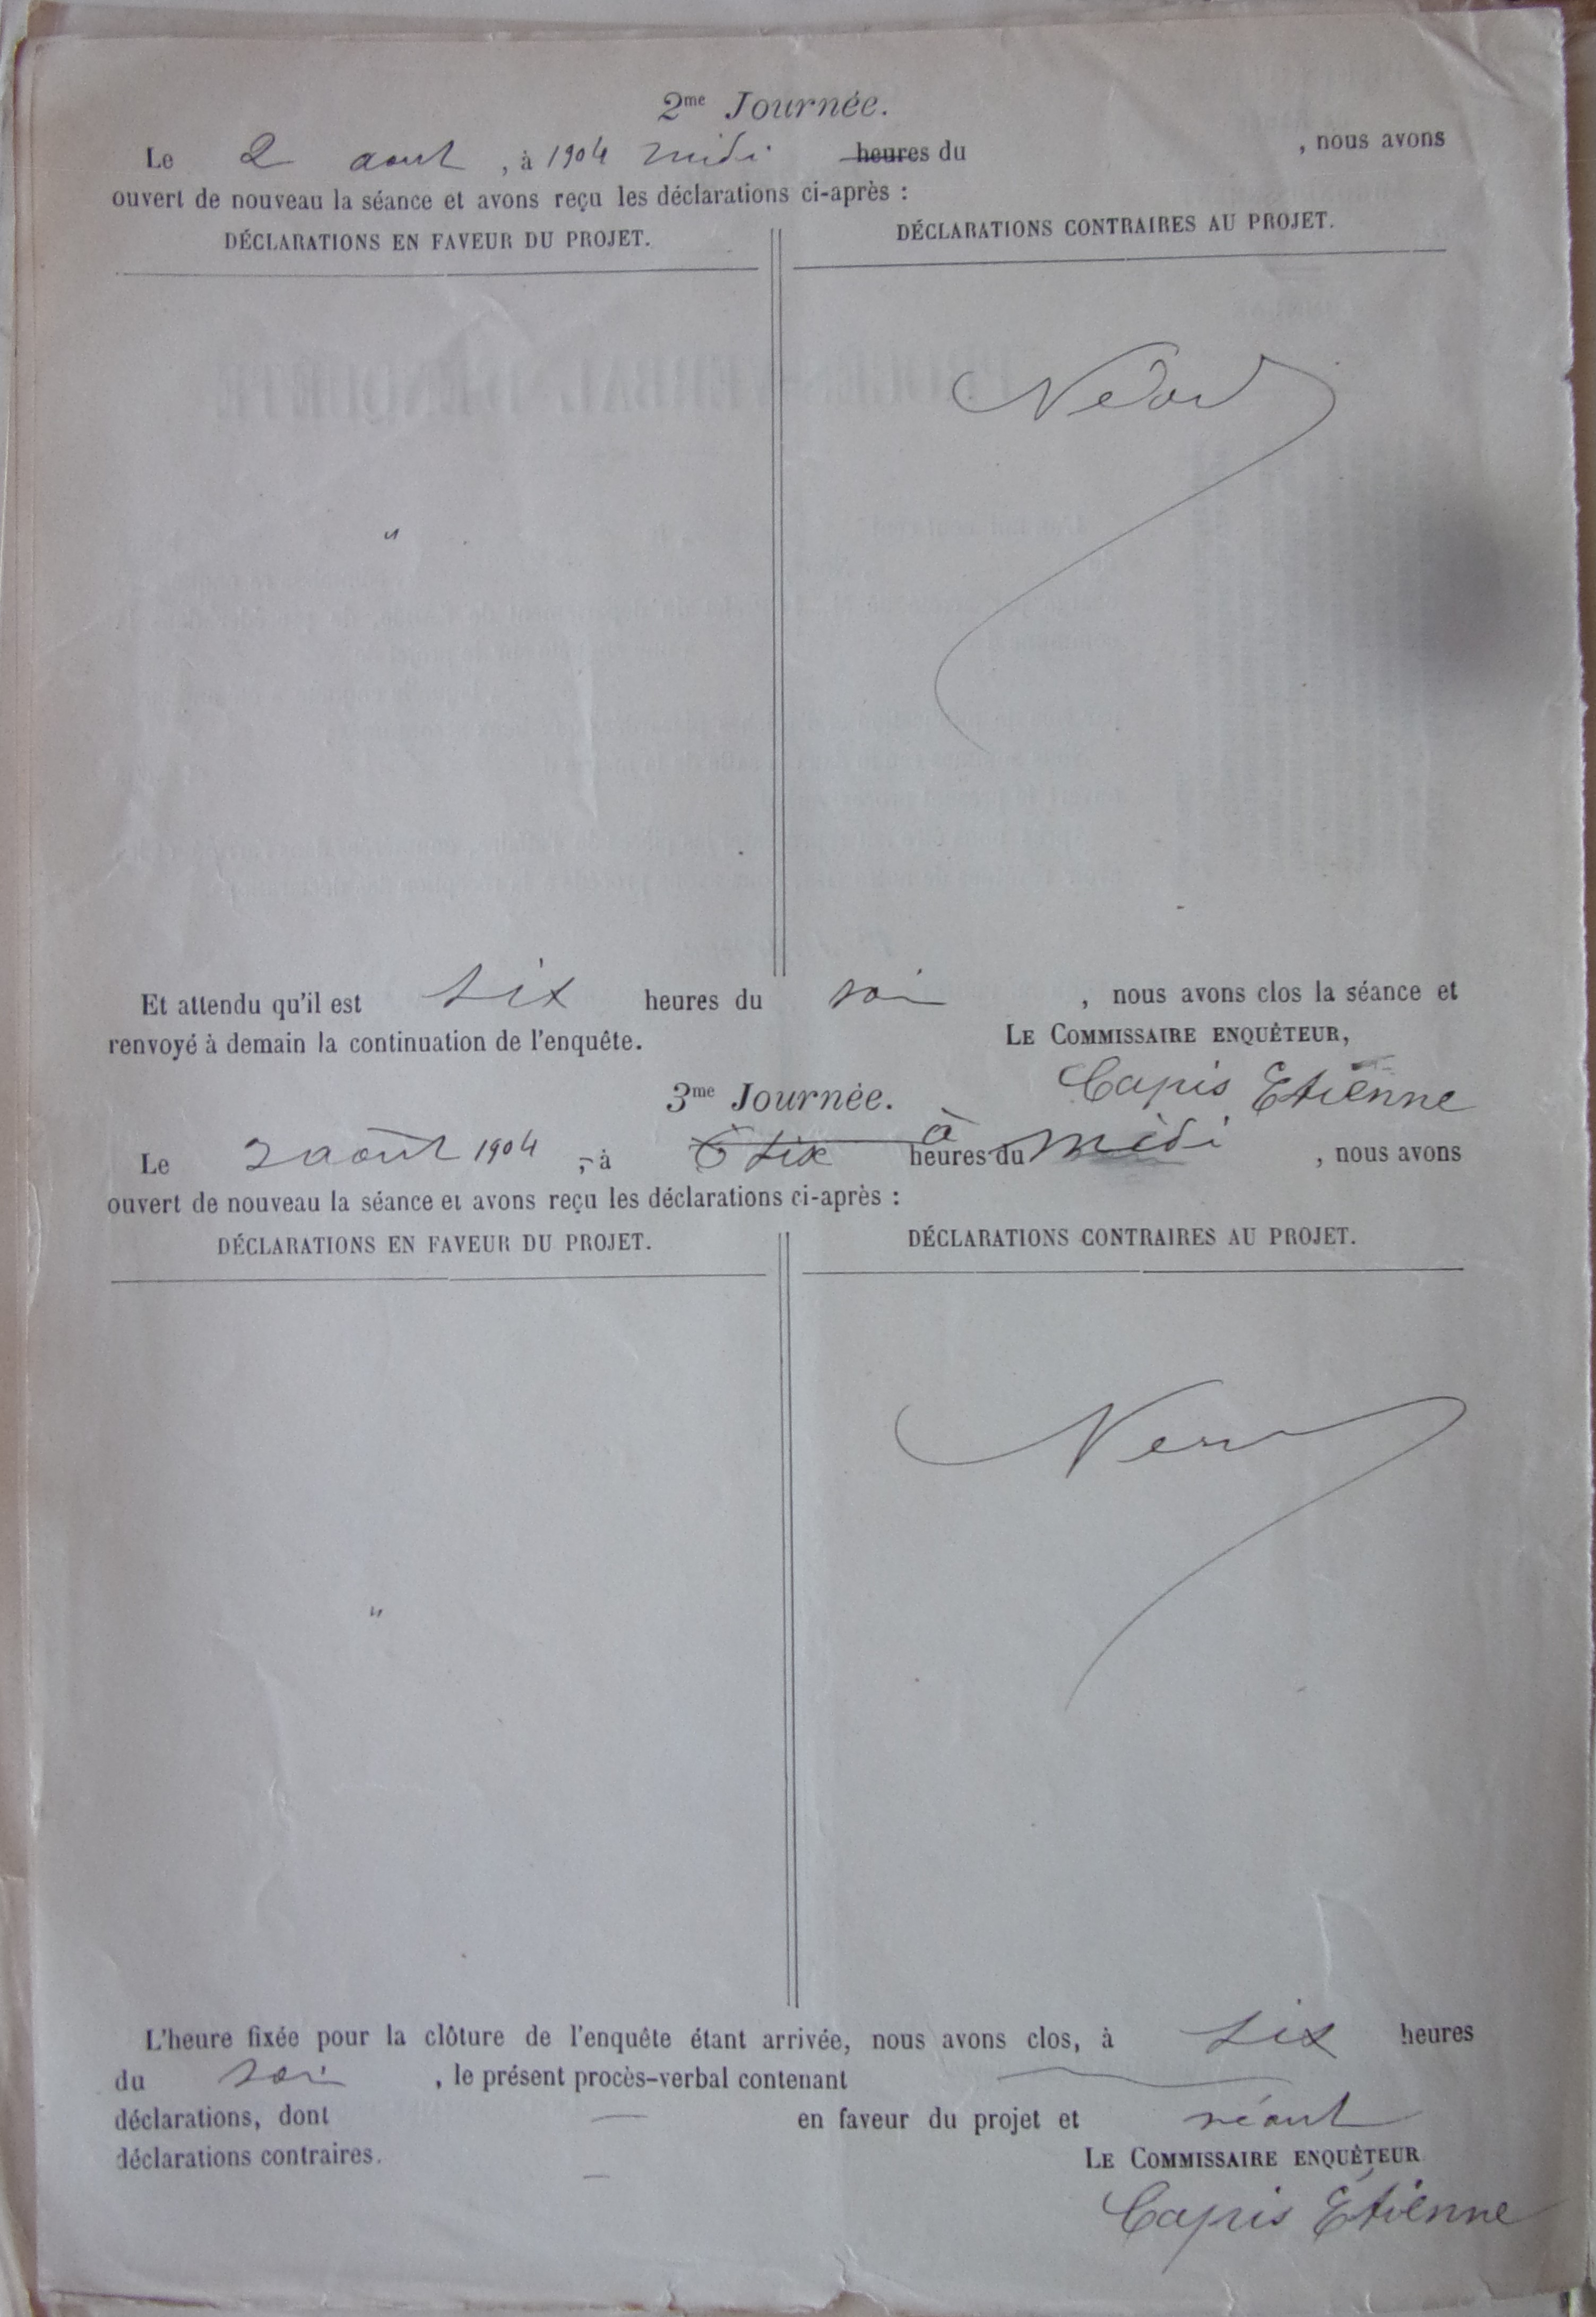 2me Journée.
Le 2 aout , à 1904 midi heures du , nous avons
ouvert de nouveau la séance et avons reçu les déclarations ci-après :
DÉCLARATIONS EN FAVEUR DU PROJET.
DÉCLARATIONS CONTRAIRES AU PROJET.
"
Et attendu qu'il est six heures du soir , nous avons clos la séance et
renvoyé à demain la continuation de l'enquête.
LE COMMISSAIRE ENQUÊTEUR,
Capis Etienne
3me Journée.
Le 2 août 1904 , à 6 six heures du à midi , nous avons
ouvert de nouveau la séance et avons reçu les déclarations ci-après :
DÉCLARATIONS EN FAVEUR DU PROJET.
DÉCLARATIONS CONTRAIRES AU PROJET.
"
L'heure fixée pour la clôture de l'enquête étant arrivée, nous avons clos, à six heures
du soir , le présent procès-verbal contenant
déclarations, dont — en faveur du projet et néant
déclarations contraires. —
LE COMMISSAIRE ENQUÊTEUR
Capis Étienne